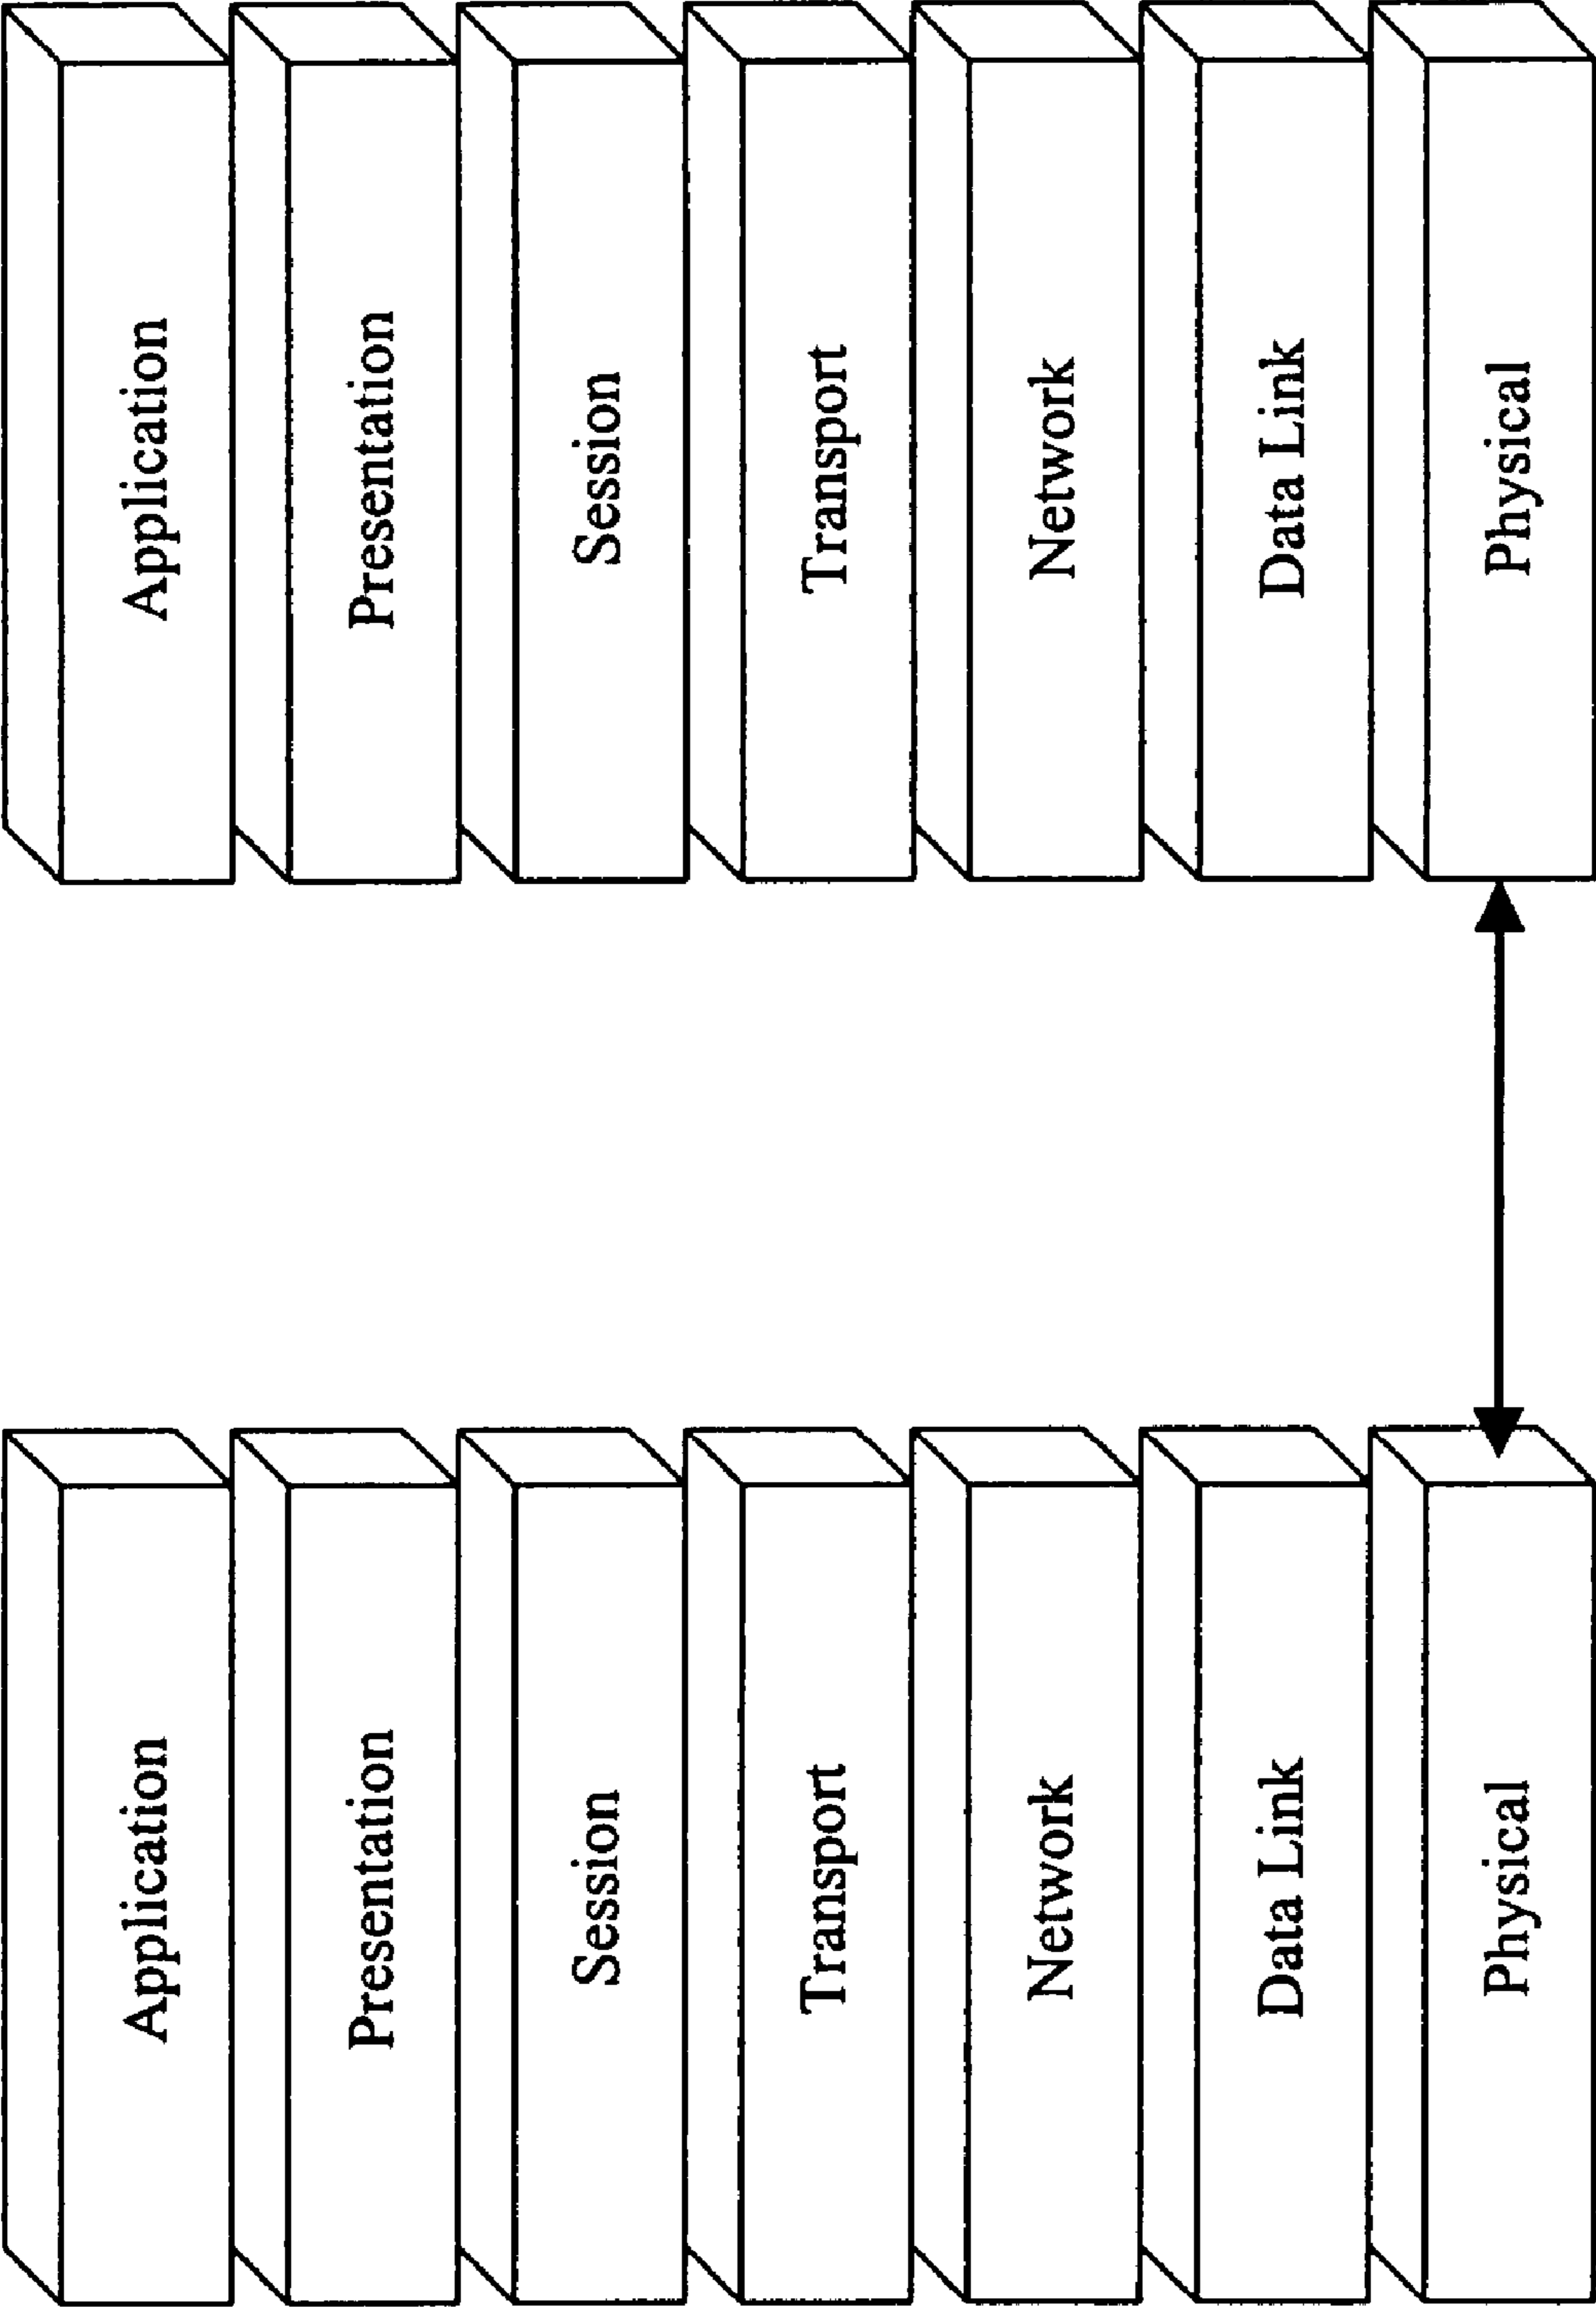 Application
Presentation
Session
Transport
Network
Data Link
Physical
Application
Presentation
Session
Transport
Network
Data Link
Physical